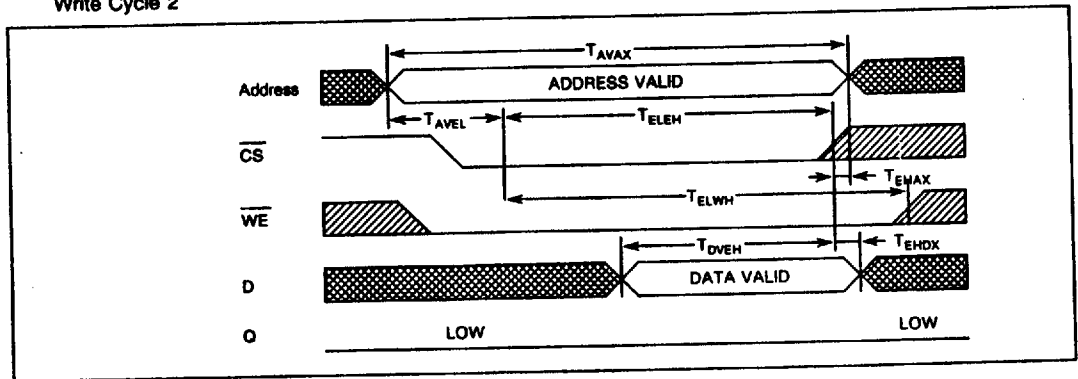 Write Cycle 2
TAVAX
Address
ADDRESS VALID
TAVEL
TELEH
CS
TEHAX
TELWH
WE
TDVEH
TEHDX
D
DATA VALID
Q
LOW
LOW